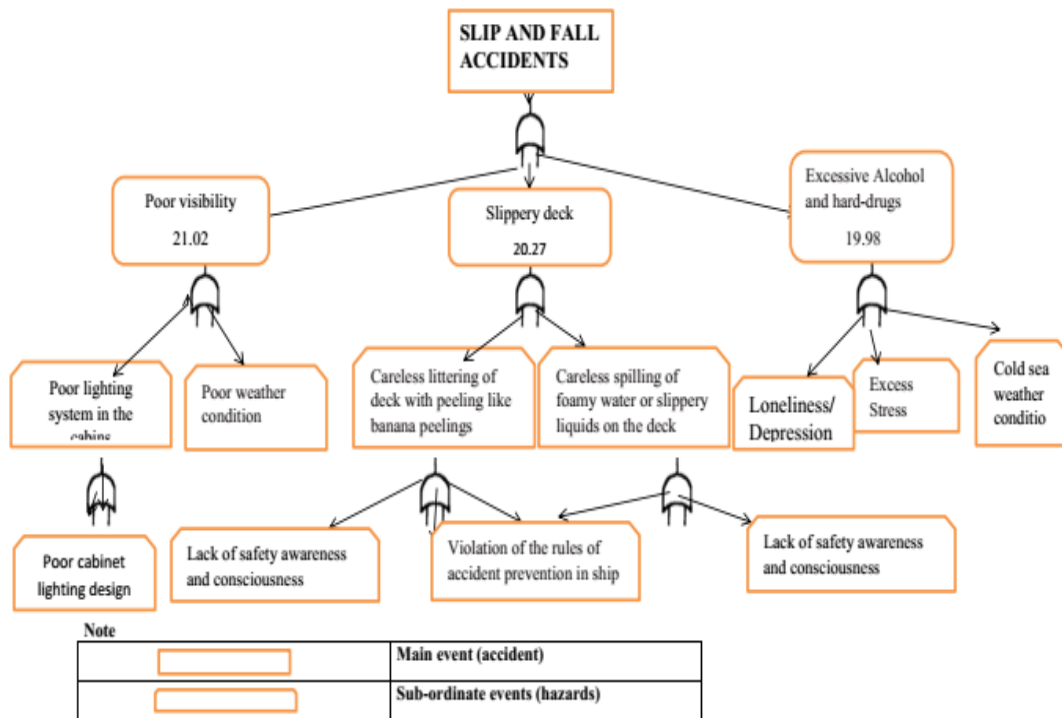 SLIP AND FALL
ACCIDENTS
Poor visibility
21.02
Slippery deck
20.27
Excessive Alcohol
and hard-drugs
19.98
Poor lighting
system in the
cabins
Poor weather
condition
Careless littering of
deck with peeling like
banana peelings
Careless spilling of
foamy water or slippery
liquids on the deck
Loneliness/
Depression
Excess
Stress
Cold sea
weather
conditio
Poor cabinet
lighting design
Lack of safety awareness
and consciousness
Violation of the rules of
accident prevention in ship
Lack of safety awareness
and consciousness
Note
Main event (accident)
Sub-ordinate events (hazards)